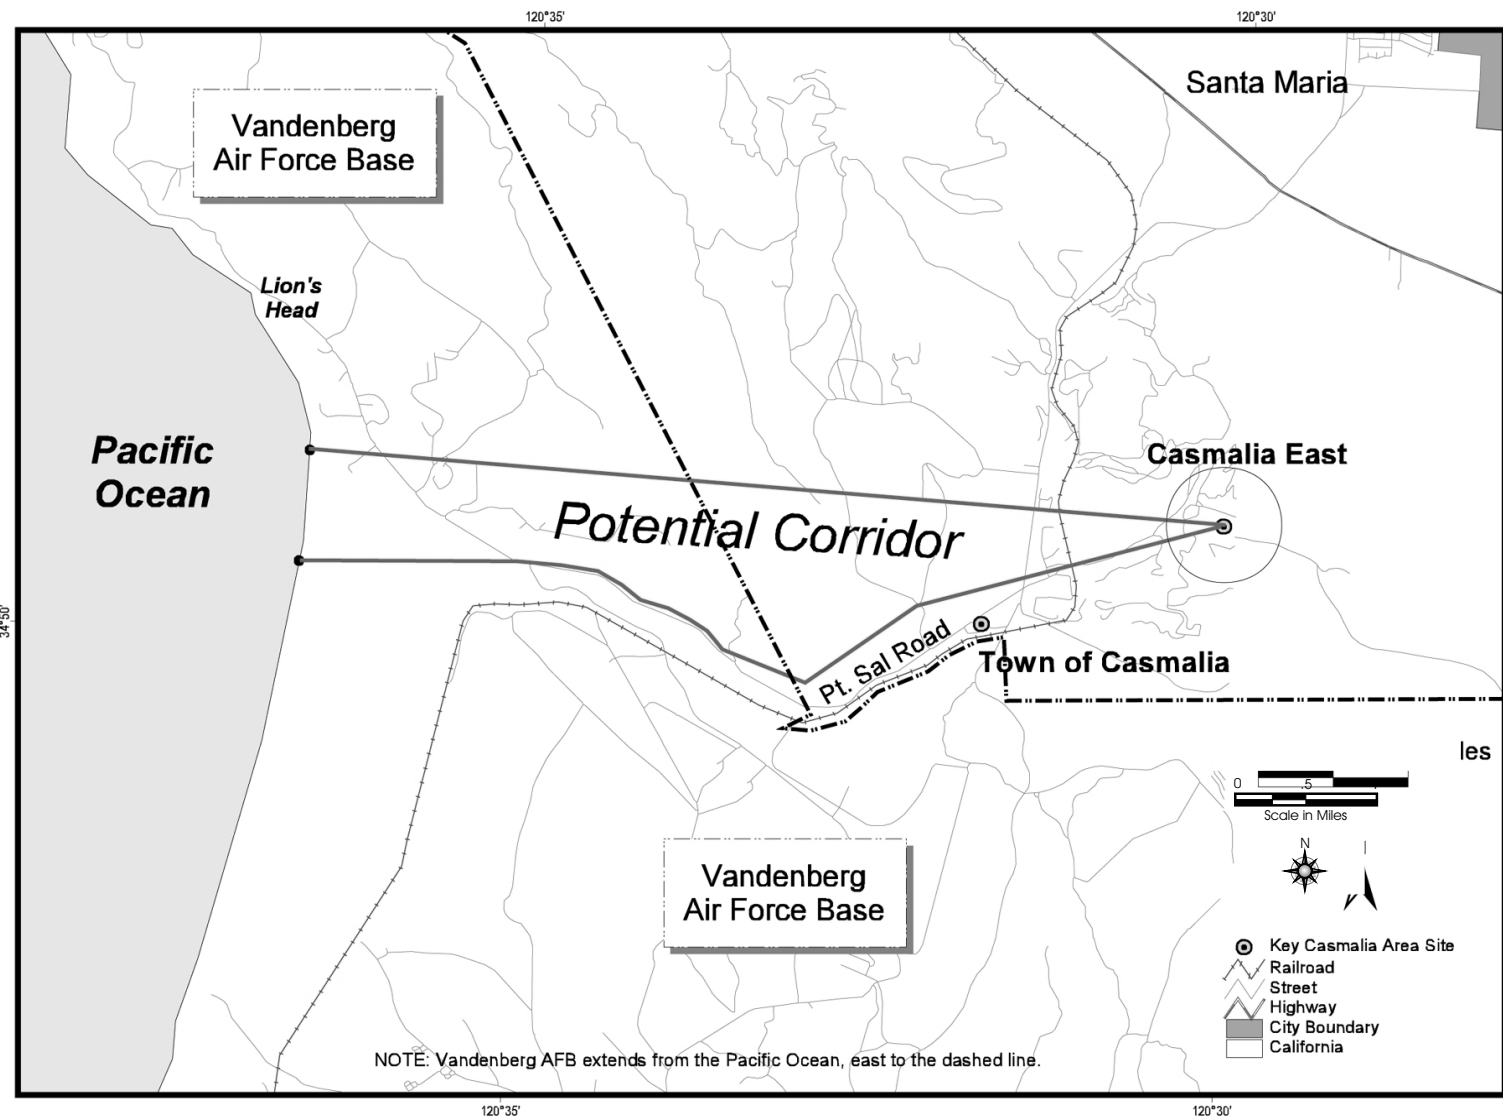 120°35'
120°30'
Santa Maria
Vandenberg
Air Force Base
Lion's
Head
Pacific
Ocean
Casmalia East
Potential Corridor
34°50'
Pt. Sal Road
Town of Casmalia
les
0 .5
Scale in Miles
N
Vandenberg
Air Force Base
Key Casmalia Area Site
Railroad
Street
Highway
City Boundary
California
NOTE: Vandenberg AFB extends from the Pacific Ocean, east to the dashed line.
120°35'
120°30'